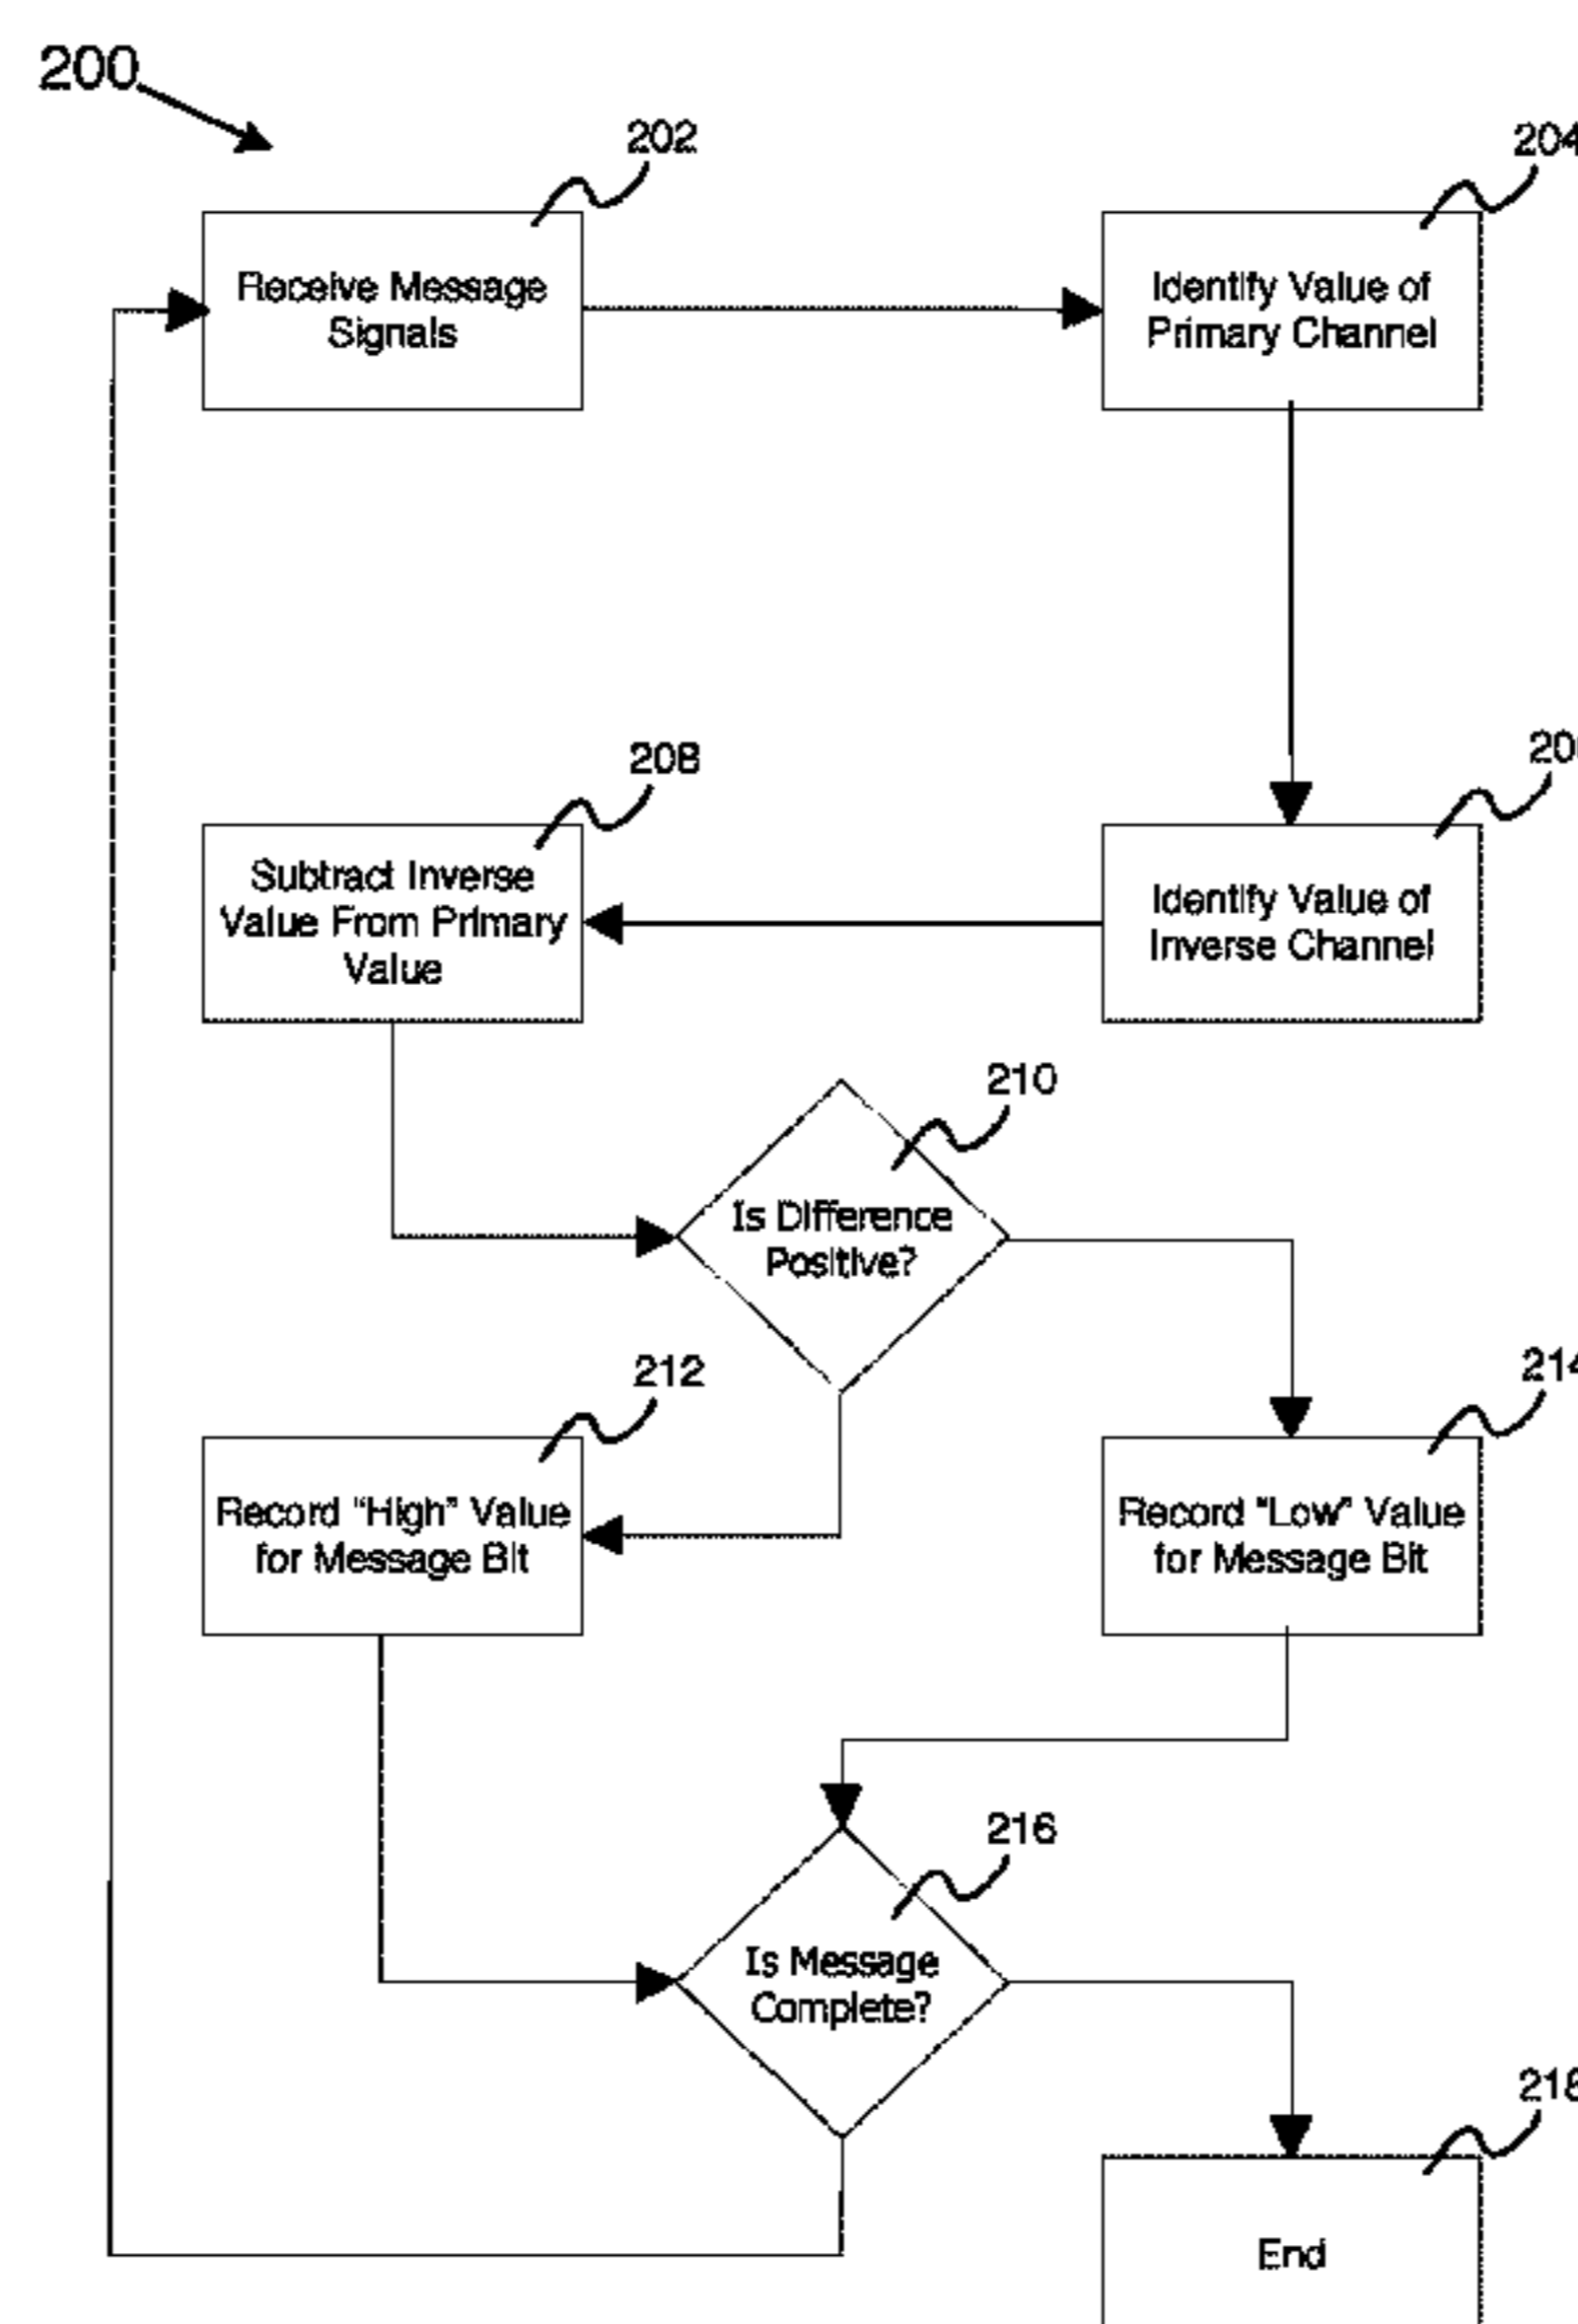 200
202
204
Receive Message
Signals
Identify Value of
Primary Channel
208
Subtract Inverse
Value From Primary
Value
Identify Value of
Inverse Channel
210
Is Difference
Positive?
212
214
Record "High" Value
for Message Bit
Record "Low" Value
for Message Bit
216
Is Message
Complete?
218
End